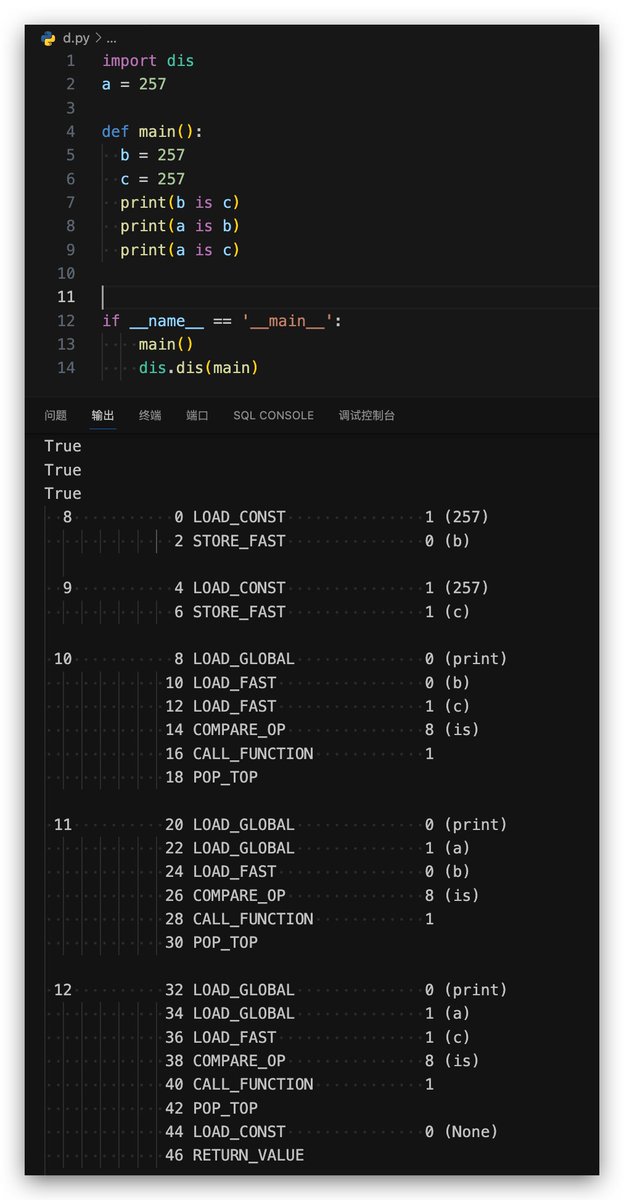 d.py > ...
1 import dis
2 a = 257
3
4 def main():
5 b = 257
6 c = 257
7 print(b is c)
8 print(a is b)
9 print(a is c)
10
11
12 if __name__ == '__main__':
13 main()
14 dis.dis(main)
问题 输出 终端 端口 SQL CONSOLE 调试控制台
True
True
True
8 0 LOAD_CONST 1 (257)
2 STORE_FAST 0 (b)
9 4 LOAD_CONST 1 (257)
6 STORE_FAST 1 (c)
10 8 LOAD_GLOBAL 0 (print)
10 LOAD_FAST 0 (b)
12 LOAD_FAST 1 (c)
14 COMPARE_OP 8 (is)
16 CALL_FUNCTION 1
18 POP_TOP
11 20 LOAD_GLOBAL 0 (print)
22 LOAD_GLOBAL 1 (a)
24 LOAD_FAST 0 (b)
26 COMPARE_OP 8 (is)
28 CALL_FUNCTION 1
30 POP_TOP
12 32 LOAD_GLOBAL 0 (print)
34 LOAD_GLOBAL 1 (a)
36 LOAD_FAST 1 (c)
38 COMPARE_OP 8 (is)
40 CALL_FUNCTION 1
42 POP_TOP
44 LOAD_CONST 0 (None)
46 RETURN_VALUE